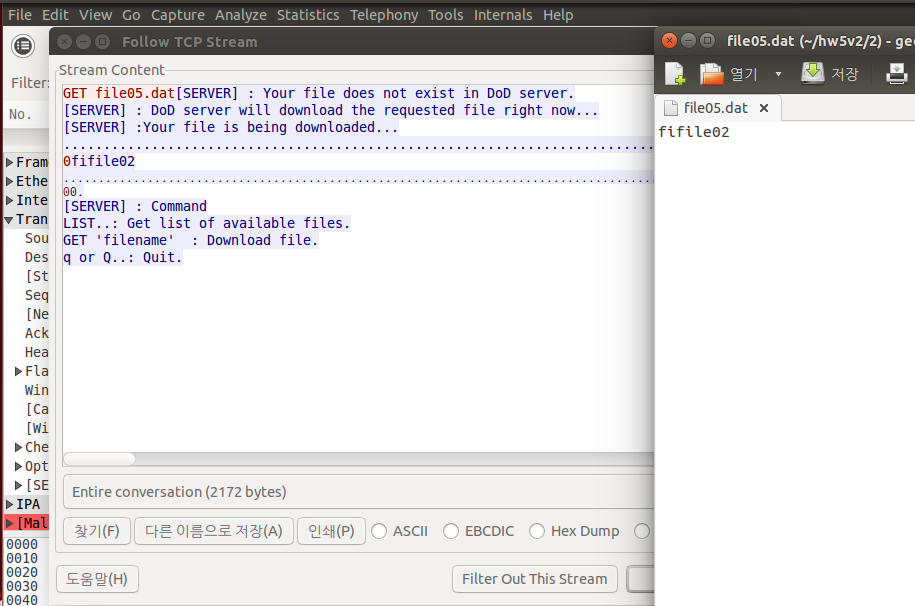 File Edit View Go Capture Analyze Statistics Telephony Tools Internals Help
Follow TCP Stream
Filter:
No.
Stream Content
GET file05.dat[SERVER] : Your file does not exist in DoD server.
[SERVER] : DoD server will download the requested file right now...
[SERVER] :Your file is being downloaded...
..........................................................................
0fifile02
..........................................................................
00.
[SERVER] : Command
LIST..: Get list of available files.
GET 'filename'  : Download file.
q or Q..: Quit.
Fram
Ethe
Inte
Tran
Sou
Des
[St
Seq
[Ne
Ack
Hea
Fla
Win
[Ca
[Wi
Che
Opt
[SE
IPA
[Mal
0000
0010
0020
0030
0040
Entire conversation (2172 bytes)
찾기(F) 다른 이름으로 저장(A) 인쇄(P) ASCII EBCDIC Hex Dump
도움말(H) Filter Out This Stream
file05.dat (~/hw5v2/2) - ge
열기 저장
file05.dat
fifile02